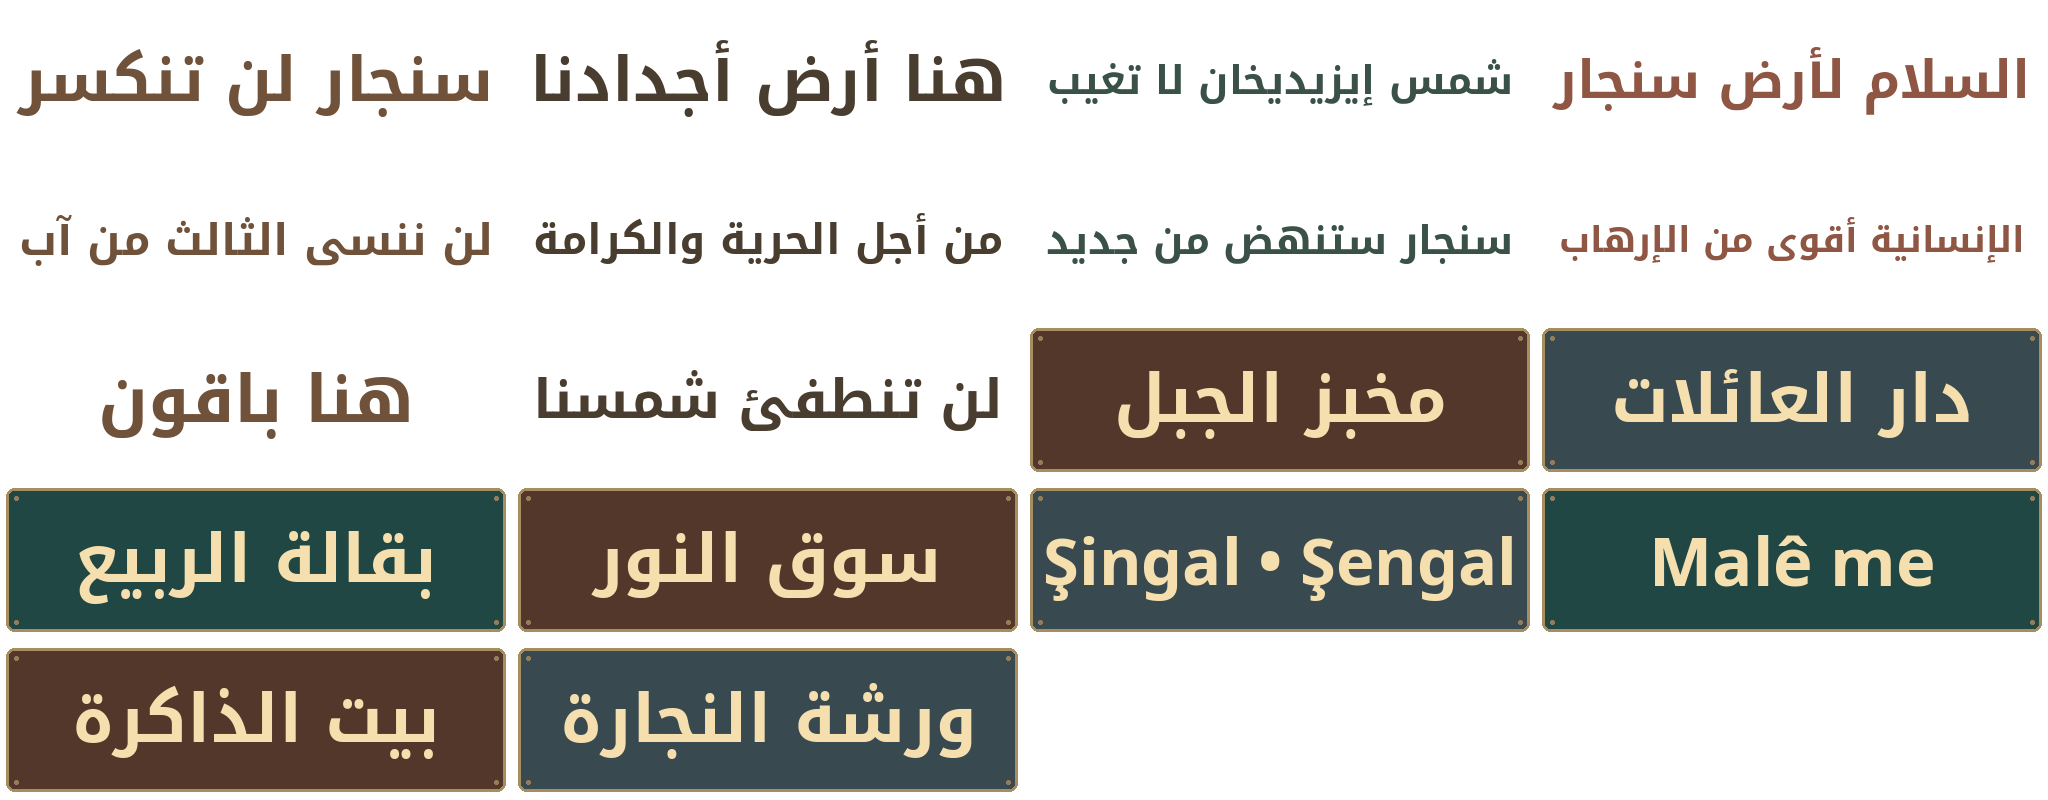 سنجار لن تنكسر
هنا أرض أجدادنا
شمس إيزيديخان لا تغيب
السلام لأرض سنجار
لن ننسى الثالث من آب
من أجل الحرية والكرامة
سنجار ستنهض من جديد
الإنسانية أقوى من الإرهاب
هنا باقون
لن تنطفئ شمسنا
مخبز الجبل
دار العائلات
بقالة الربيع
سوق النور
Şingal • Şengal
Malê me
بيت الذاكرة
ورشة النجارة